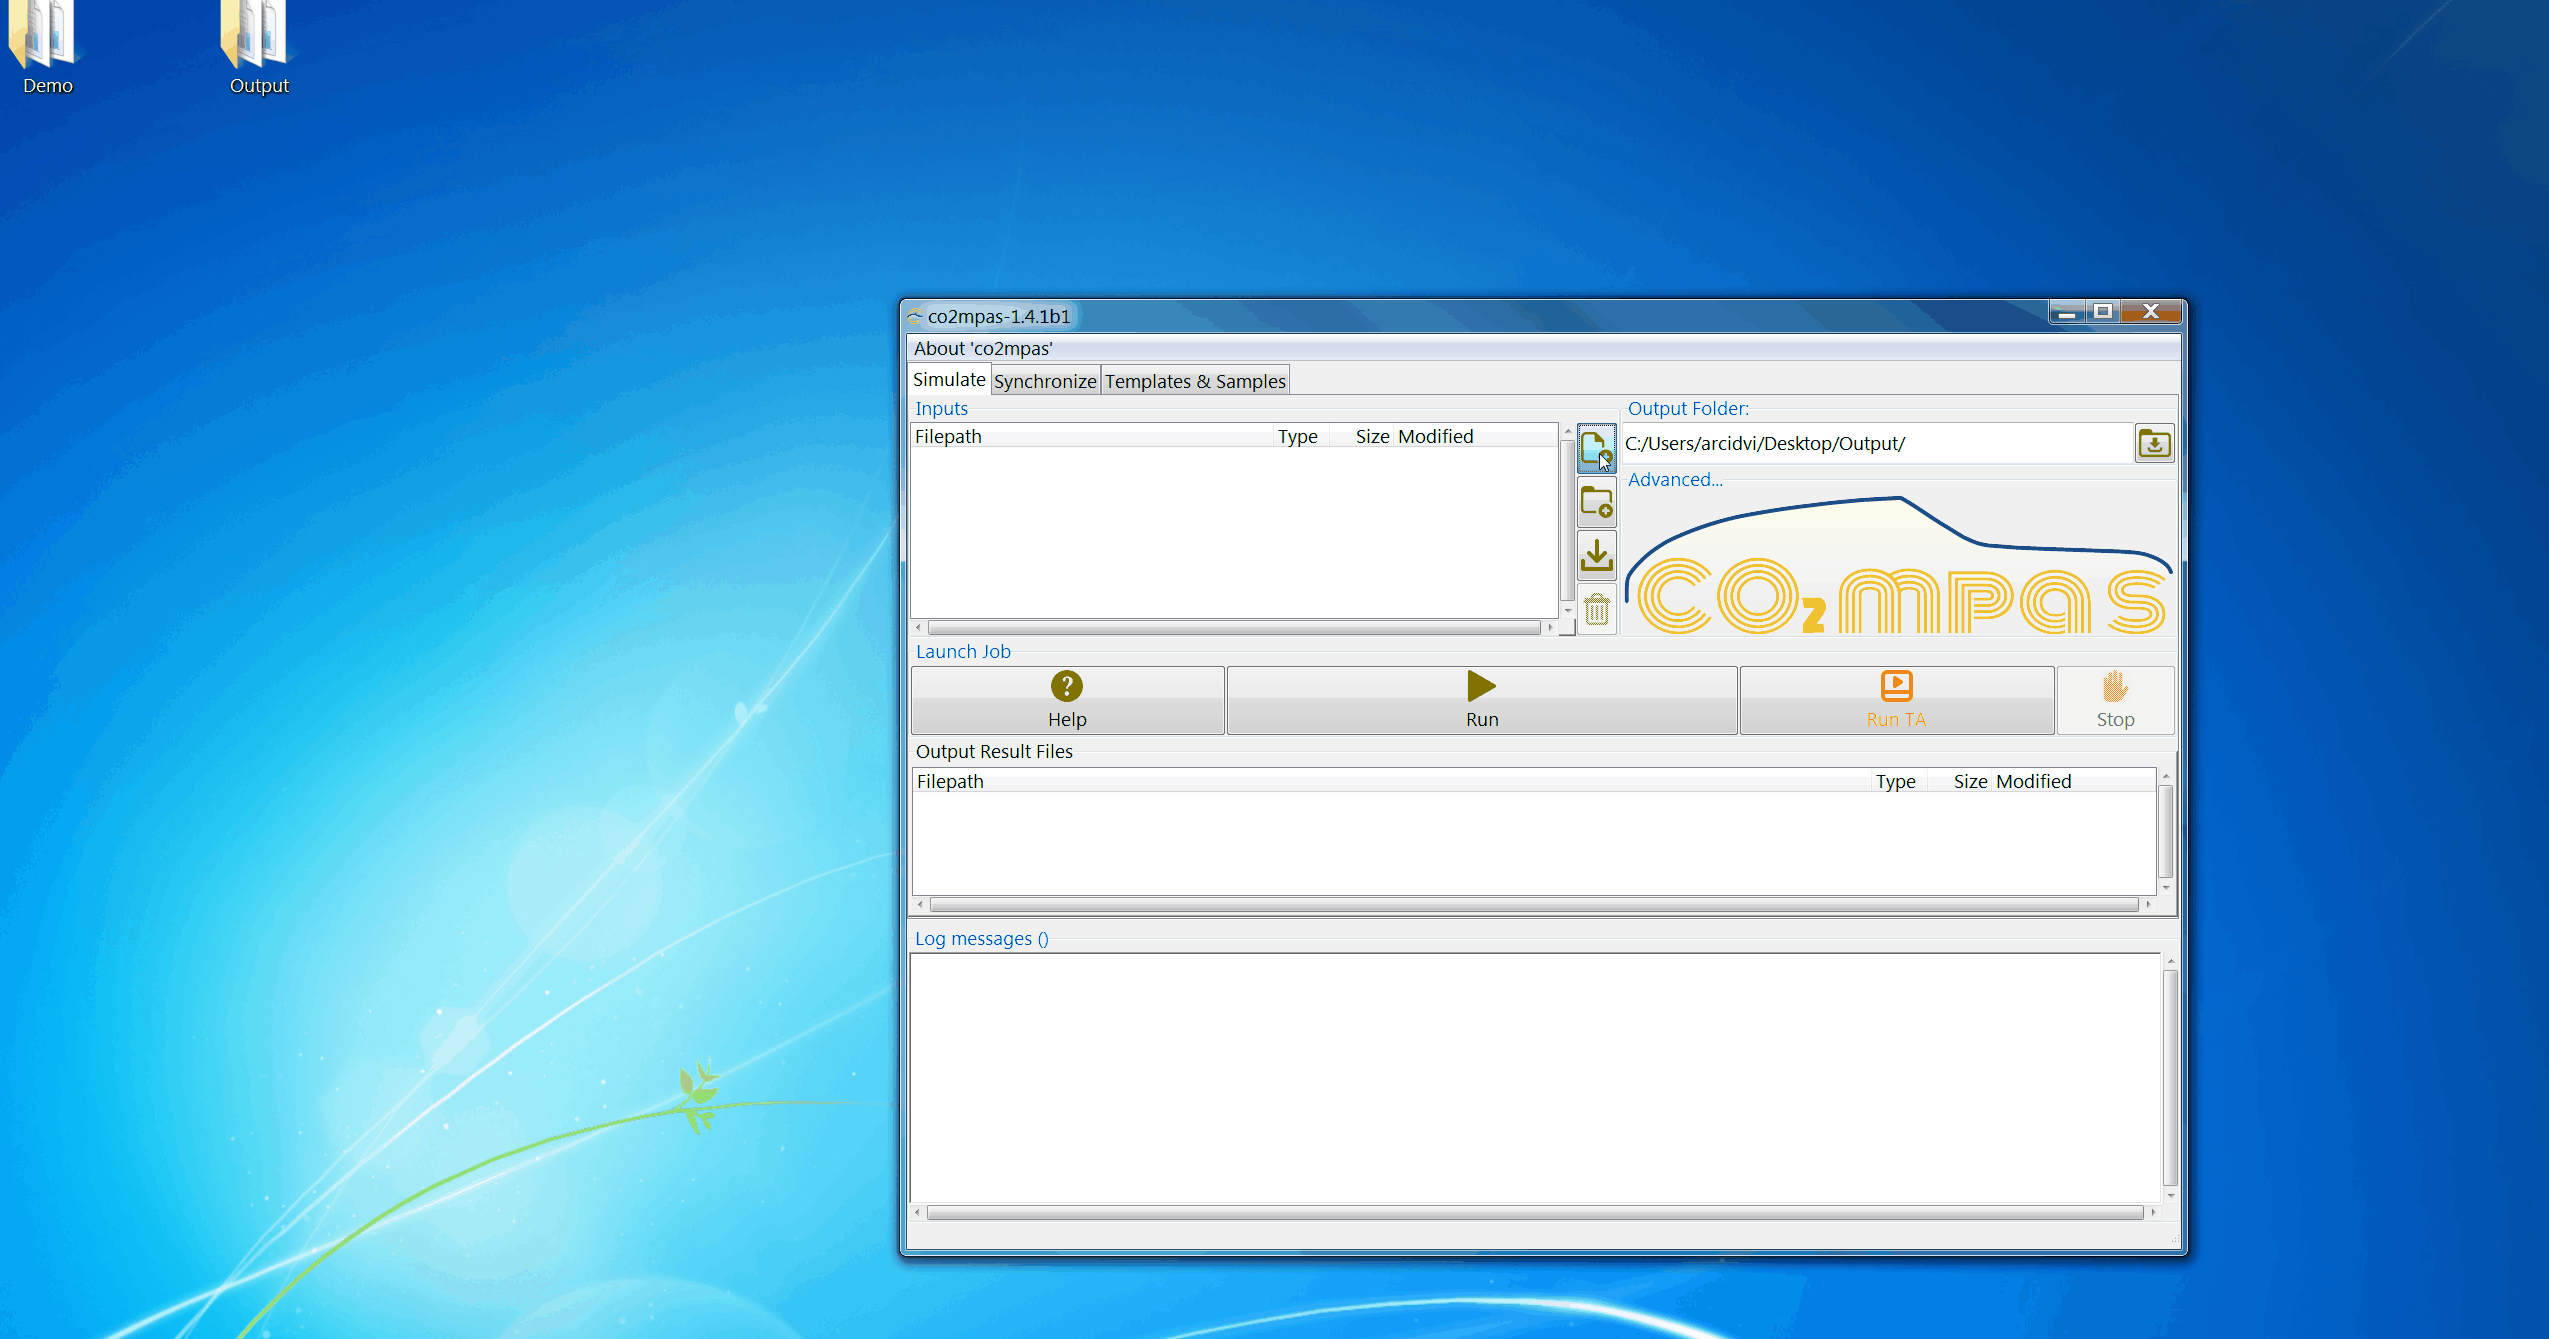 Demo
Output
co2mpas-1.4.1b1
About 'co2mpas'
Simulate Synchronize Templates & Samples
Inputs
Filepath Type Size Modified
Output Folder:
C:/Users/arcidvi/Desktop/Output/
Advanced...
CO2MPAS
Launch Job
? Help
Run
Run TA
Stop
Output Result Files
Filepath Type Size Modified
Log messages ()